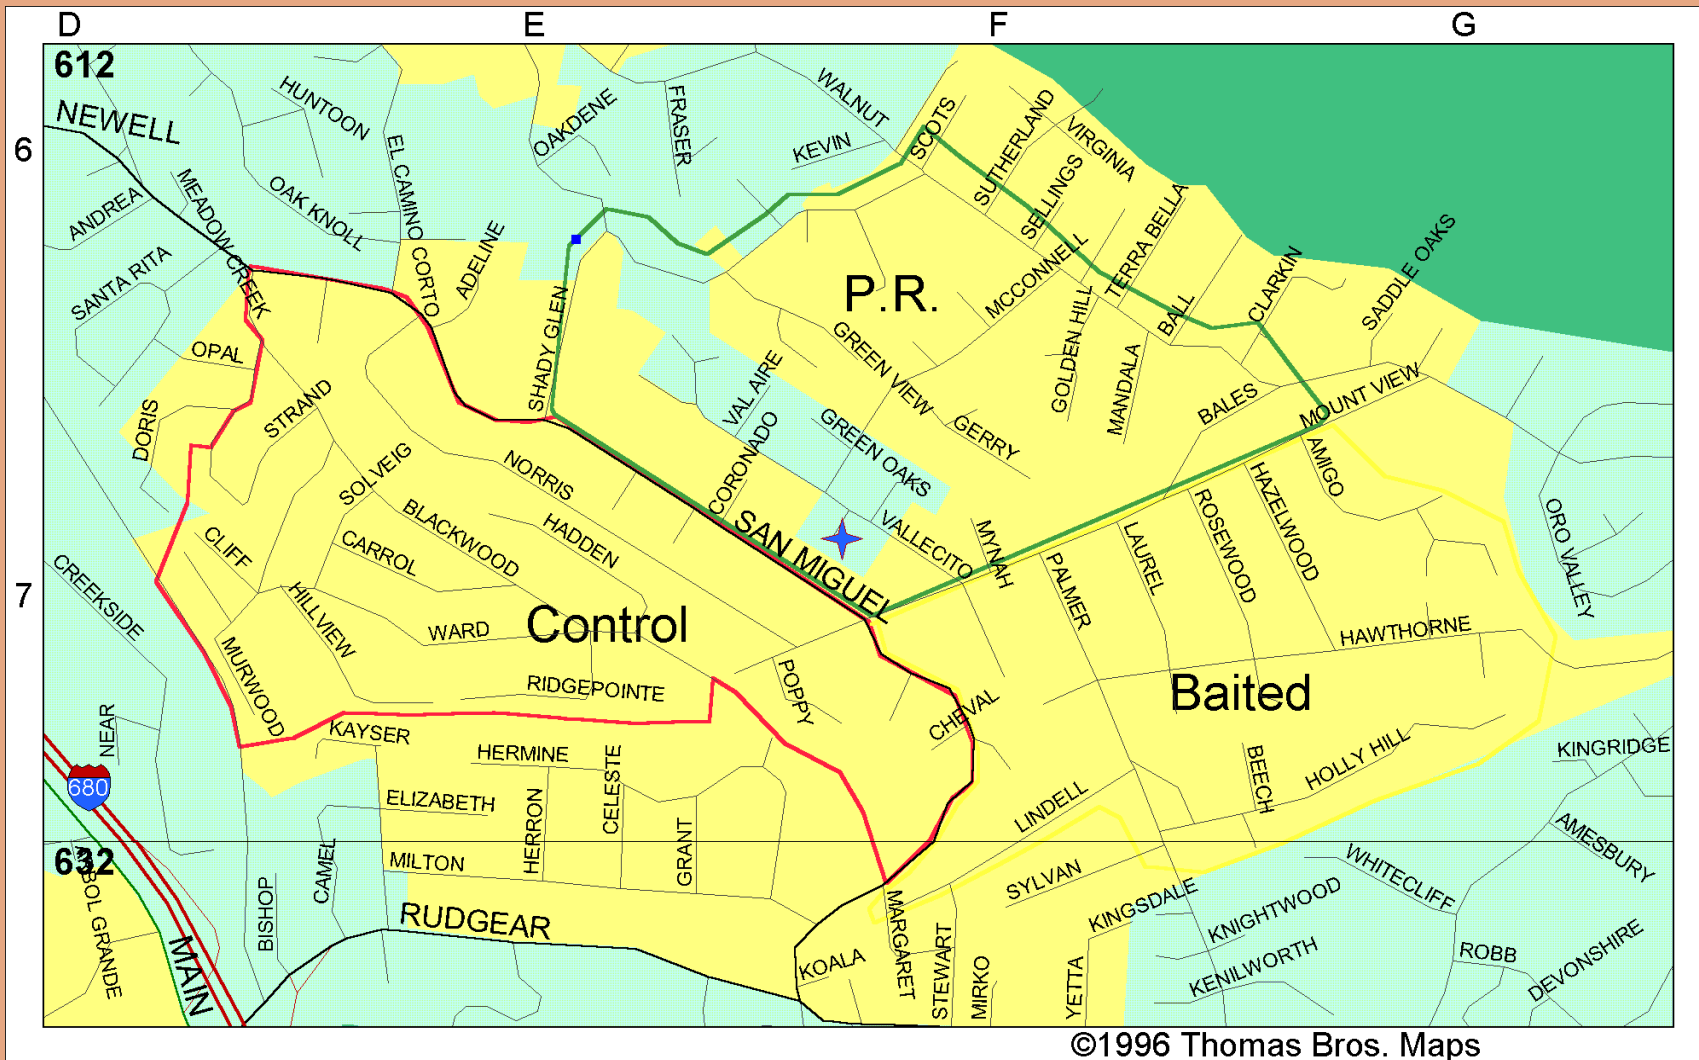 D
E
F
G
612
6
7
632
NEWELL
HUNTOON
EL CAMINO CORTO
OAKDENE
FRASER
WALNUT
KEVIN
SCOTS
SUTHERLAND
VIRGINIA
SELLINGS
ANDREA
MEADOW CREEK
OAK KNOLL
ADELINE
SANTA RITA
SHADY GLEN
P.R.
MCCONNELL
TERRA BELLA
GOLDEN HILL
BALL
CLARKIN
SADDLE OAKS
OPAL
STRAND
DORIS
VAL AIRE
GREEN VIEW
MANDALA
BALES
MOUNT VIEW
CORONADO
GREEN OAKS
GERRY
AMIGO
SOLVEIG
NORRIS
BLACKWOOD
HADDEN
SAN MIGUEL
VALLECITO
MYNAH
LAUREL
ROSEWOOD
HAZELWOOD
ORO VALLEY
CLIFF
CARROL
CREEKSIDE
HILLVIEW
WARD
Control
PALMER
HAWTHORNE
MURWOOD
RIDGEPOINTE
POPPY
CHEVAL
Baited
NEAR
KAYSER
HERMINE
CELESTE
BEECH
HOLLY HILL
KINGRIDGE
680
ELIZABETH
HERRON
GRANT
LINDELL
AMESBURY
MILTON
CAMEL
SYLVAN
WHITECLIFF
BISHOP
RUDGEAR
MARGARET
KINGSDALE
KNIGHTWOOD
BOL GRANDE
MAIN
KOALA
STEWART
MIRKO
YETTA
KENILWORTH
ROBB
DEVONSHIRE
©1996 Thomas Bros. Maps